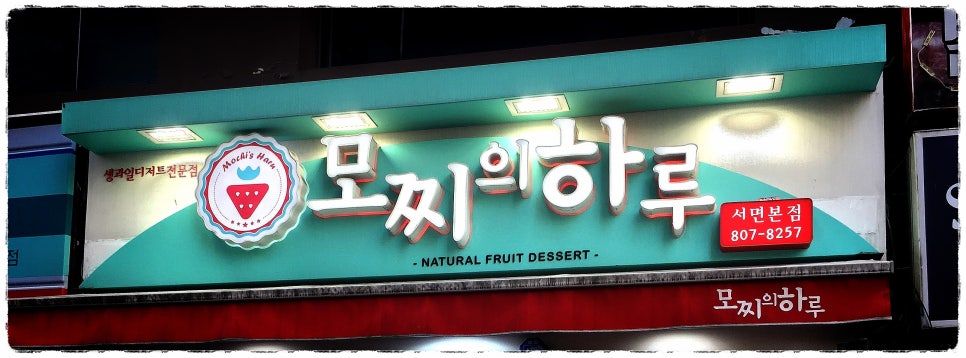 생과일디저트전문점
Mochi's Haru
모찌의하루
서면본점
807-8257
- NATURAL FRUIT DESSERT -
모찌의하루
점